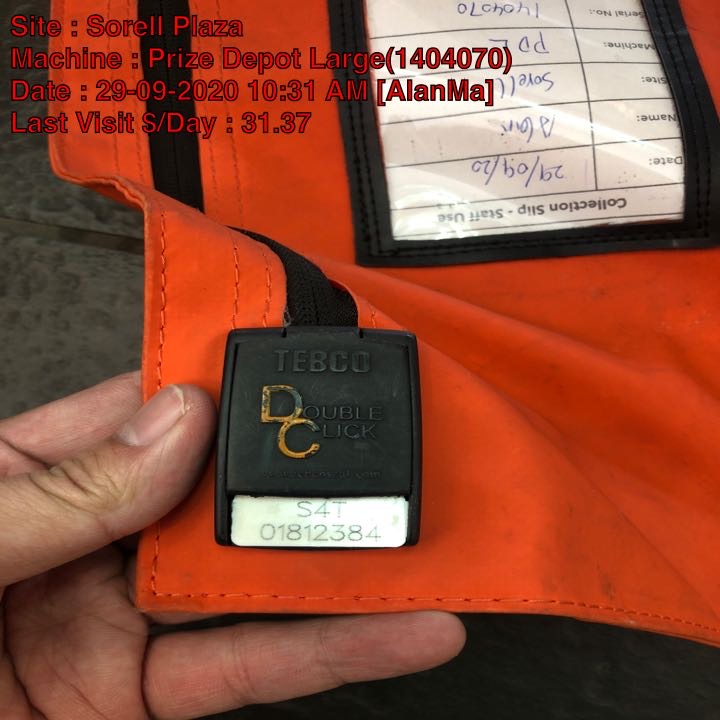 Site : Sorell Plaza
Machine : Prize Depot Large(1404070)
Date : 29-09-2020 10:31 AM [AlanMa]
Last Visit $/Day : 31.37
Collection Slip - Staff Use
Date: 29/09/20
Name: Alan
Site: Sorell
Machine: PDL
Serial No.: 1404070
TEBCO
DOUBLE
CLICK
S4T
01812384